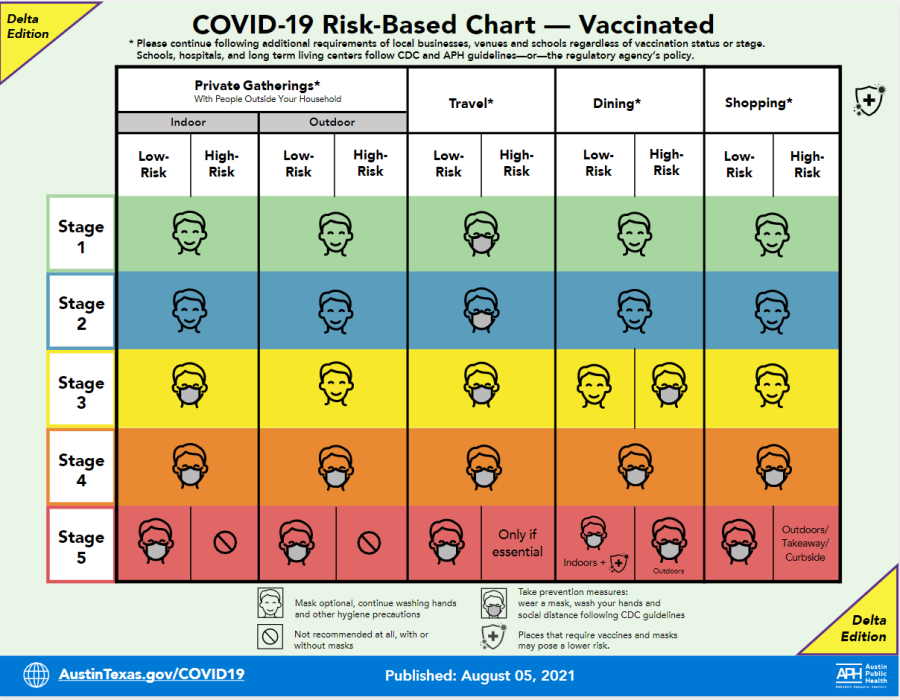 Delta
Edition
COVID-19 Risk-Based Chart — Vaccinated
* Please continue following additional requirements of local businesses, venues and schools regardless of vaccination status or stage.
Schools, hospitals, and long term living centers follow CDC and APH guidelines—or—the regulatory agency's policy.
Private Gatherings*
With People Outside Your Household
Travel*
Dining*
Shopping*
Indoor
Outdoor
Low-
Risk
High-
Risk
Low-
Risk
High-
Risk
Low-
Risk
High-
Risk
Low-
Risk
High-
Risk
Low-
Risk
High-
Risk
Stage
1
Stage
2
Stage
3
Stage
4
Stage
5
Only if
essential
Indoors +
Outdoors
Outdoors/
Takeaway/
Curbside
Mask optional, continue washing hands
and other hygiene precautions
Not recommended at all, with or
without masks
Take prevention measures:
wear a mask, wash your hands and
social distance following CDC guidelines
Places that require vaccines and masks
may pose a lower risk.
Delta
Edition
AustinTexas.gov/COVID19
Published: August 05, 2021
APH
Austin
Public
Health